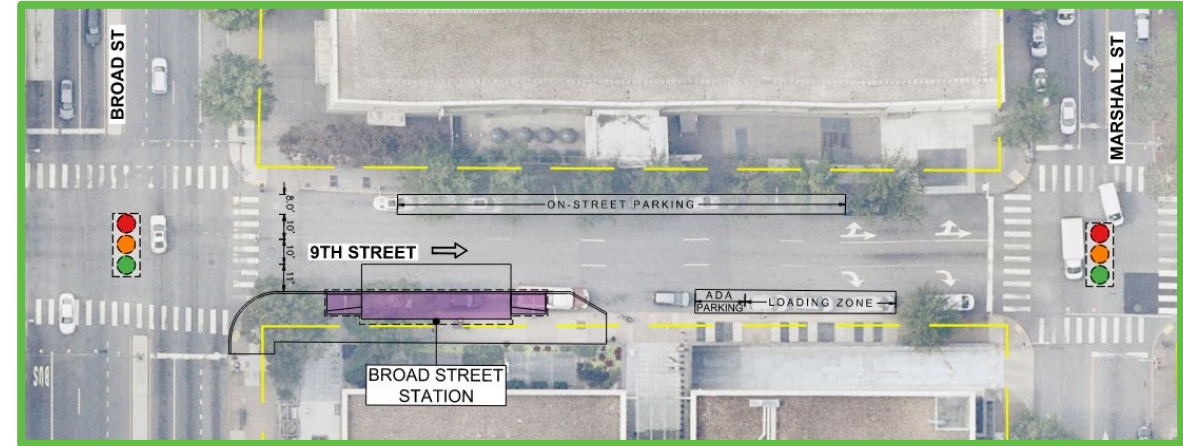 BROAD ST
MARSHALL ST
8.0'
ON-STREET PARKING
10'
10'
9TH STREET
11'
ADA
PARKING
LOADING ZONE
BROAD STREET
STATION
BUS